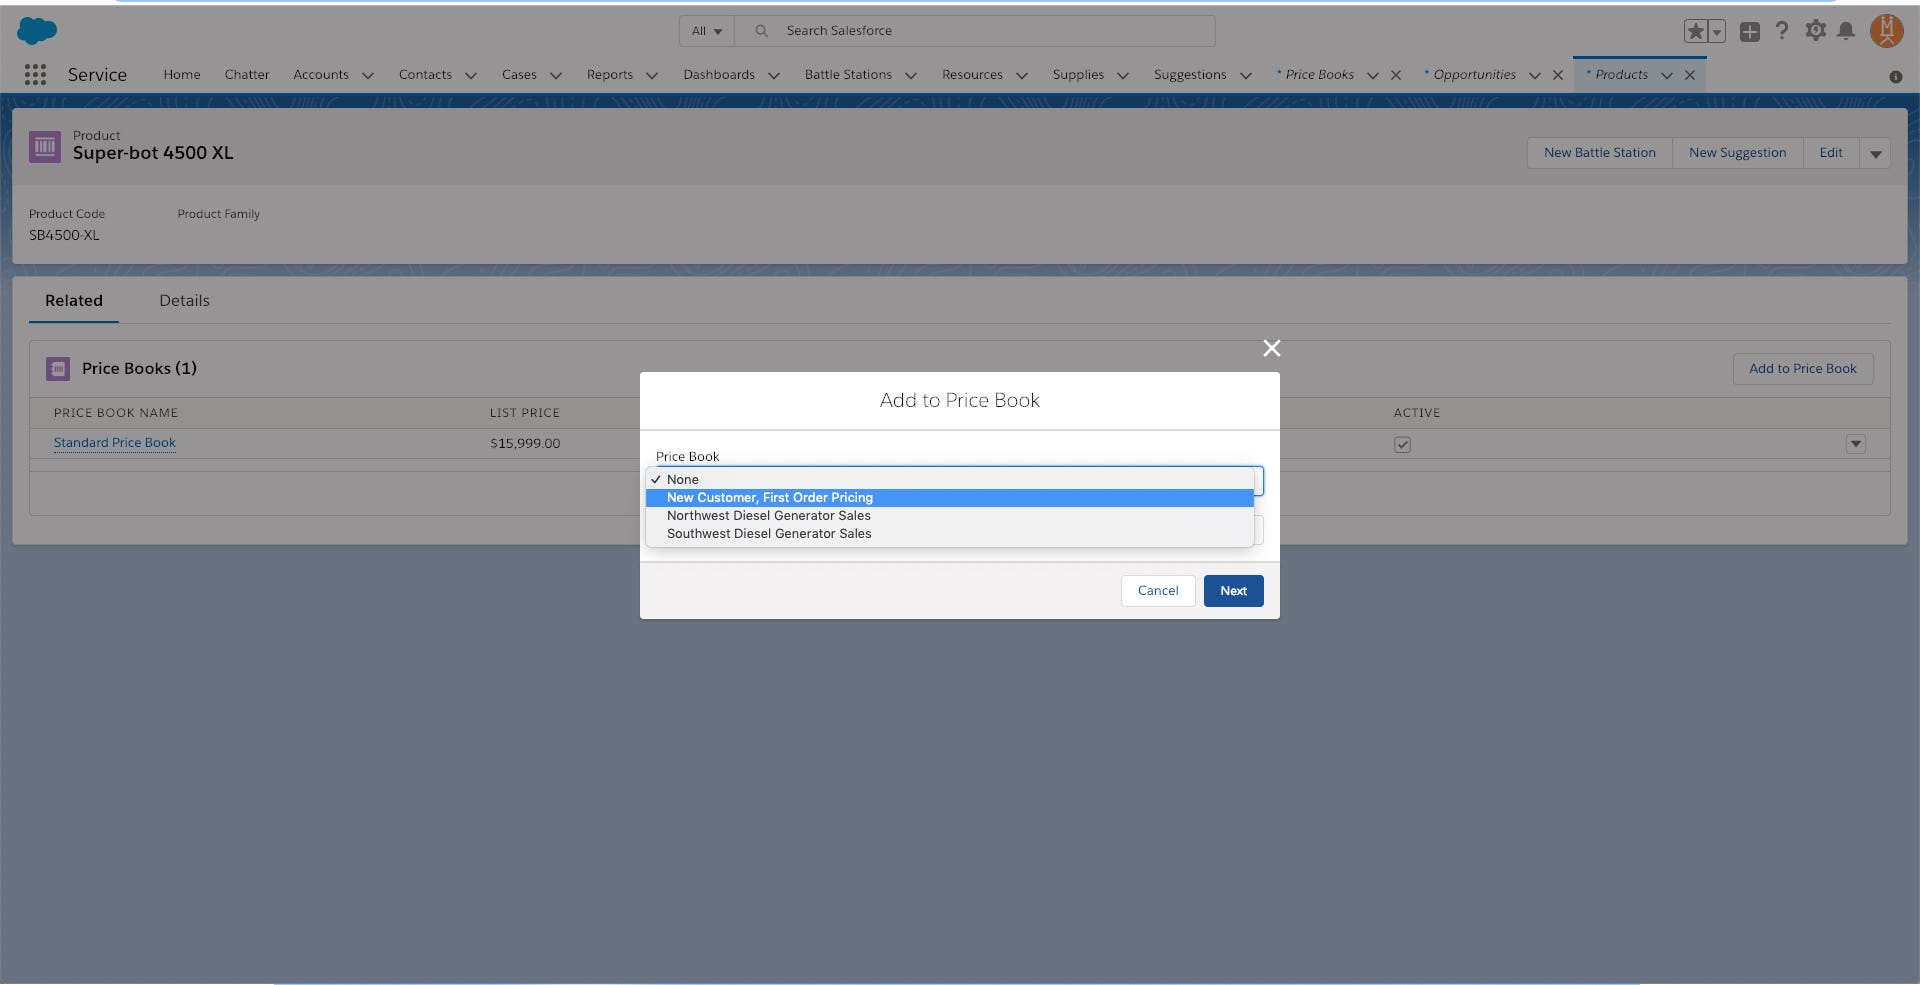 All
Search Salesforce
Service
Home
Chatter
Accounts
Contacts
Cases
Reports
Dashboards
Battle Stations
Resources
Supplies
Suggestions
* Price Books
* Opportunities
* Products
Product
Super-bot 4500 XL
New Battle Station
New Suggestion
Edit
Product Code
Product Family
SB4500-XL
Related
Details
Price Books (1)
Add to Price Book
PRICE BOOK NAME
LIST PRICE
ACTIVE
Standard Price Book
$15,999.00
Add to Price Book
Price Book
✓ None
New Customer, First Order Pricing
Northwest Diesel Generator Sales
Southwest Diesel Generator Sales
Cancel
Next